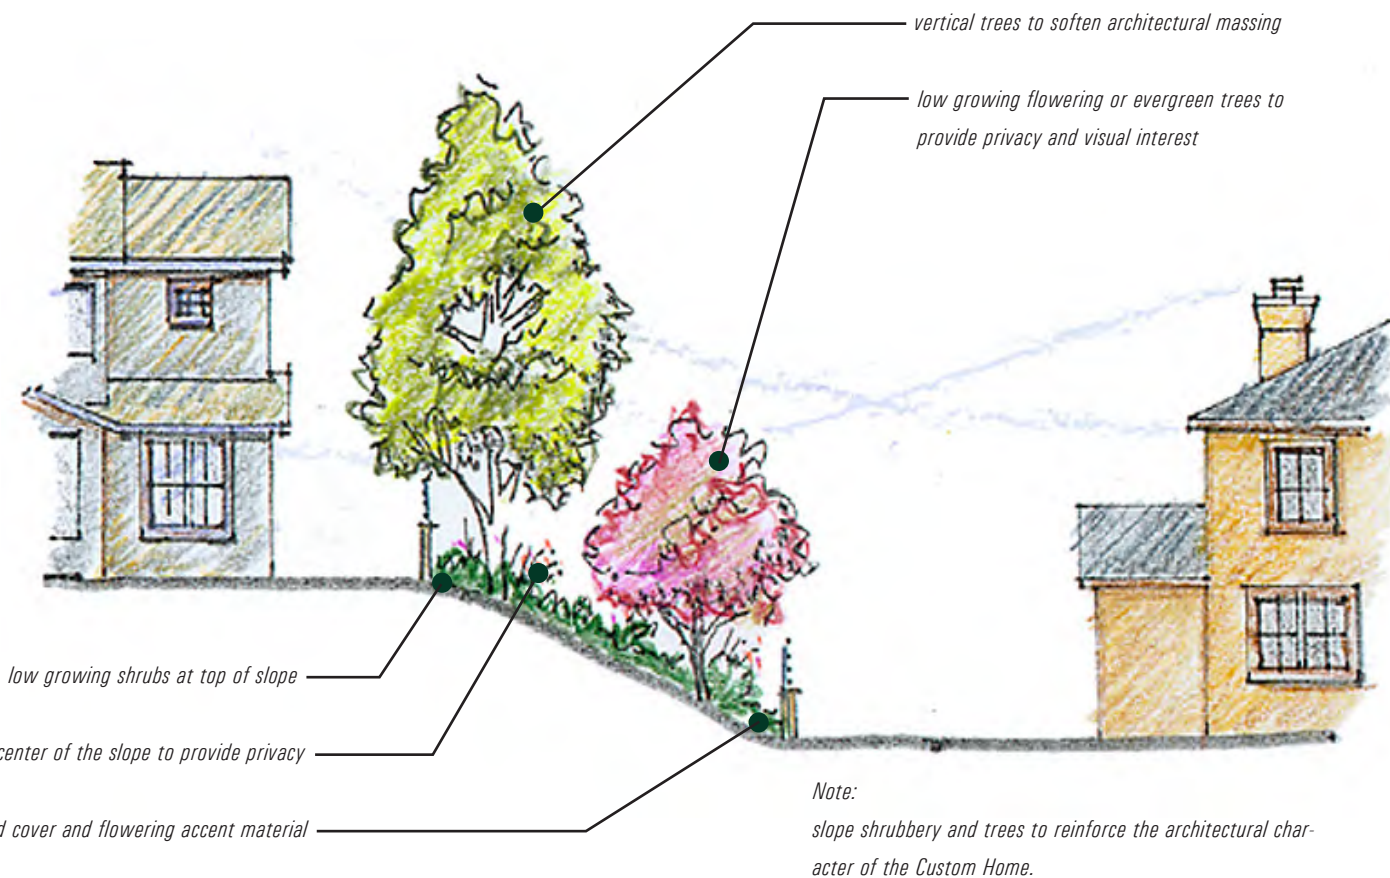 vertical trees to soften architectural massing
low growing flowering or evergreen trees to
provide privacy and visual interest
low growing shrubs at top of slope
center of the slope to provide privacy
cover and flowering accent material
Note:
slope shrubbery and trees to reinforce the architectural char-
acter of the Custom Home.